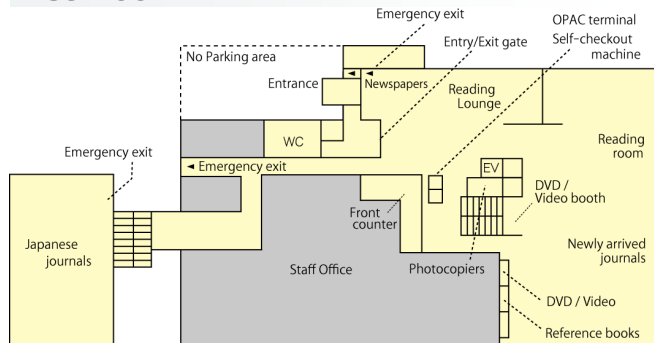 Emergency exit
OPAC terminal
Self-checkout
machine
Entry/Exit gate
No Parking area
Entrance
◄
◄ Newspapers
Reading
Lounge
WC
Reading
room
Emergency exit
◄ Emergency exit
EV
DVD /
Video booth
Front
counter
Japanese
journals
Newly arrived
journals
Staff Office
Photocopiers
DVD / Video
Reference books